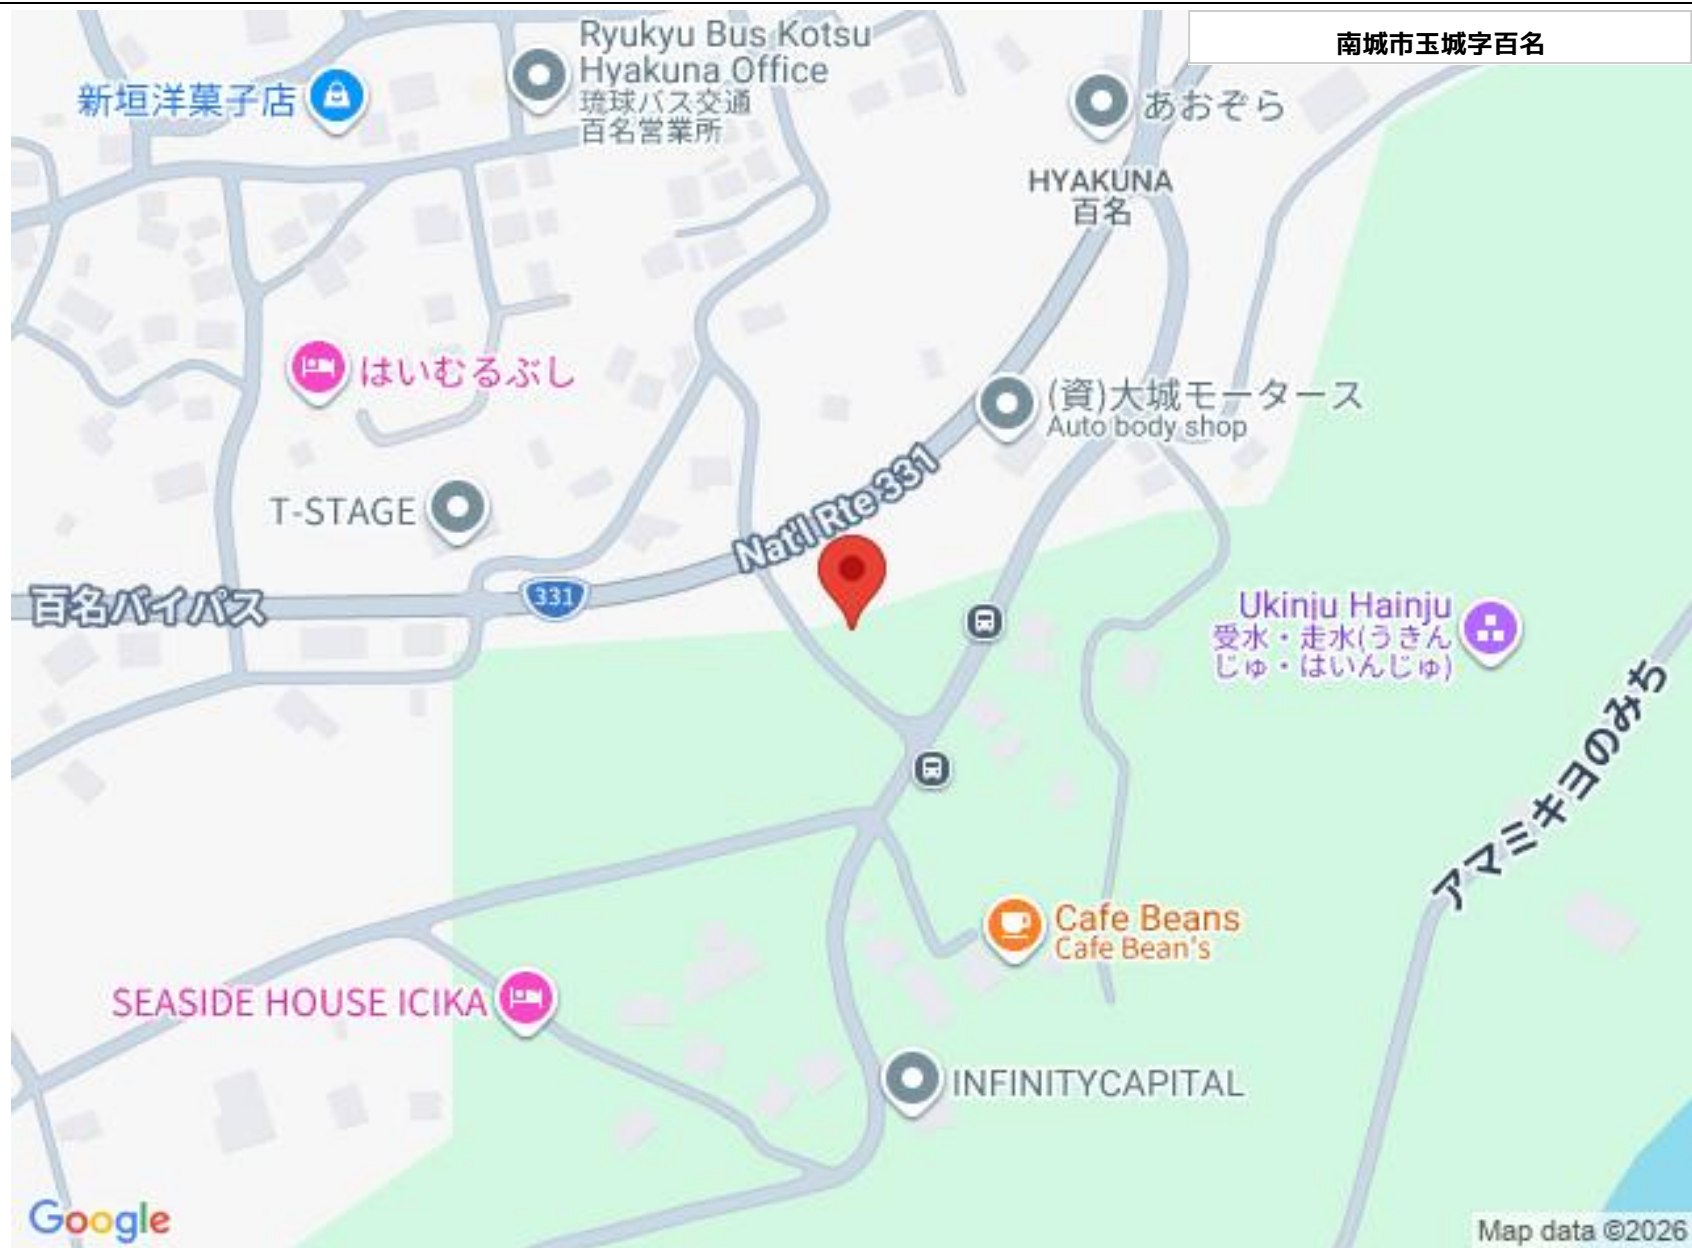 南城市玉城字百名
Ryukyu Bus Kotsu
Hyakuna Office
琉球バス交通
百名営業所
新垣洋菓子店
あおぞら
HYAKUNA
百名
はいむるぶし
(資)大城モータース
Auto body shop
T-STAGE
Nat'l Rte 331
331
百名バイパス
Ukinju Hainju
受水・走水(うきん
じゅ・はいんじゅ)
アマミキヨのみち
Cafe Beans
Cafe Bean's
SEASIDE HOUSE ICIKA
INFINITYCAPITAL
Google
Map data ©2026